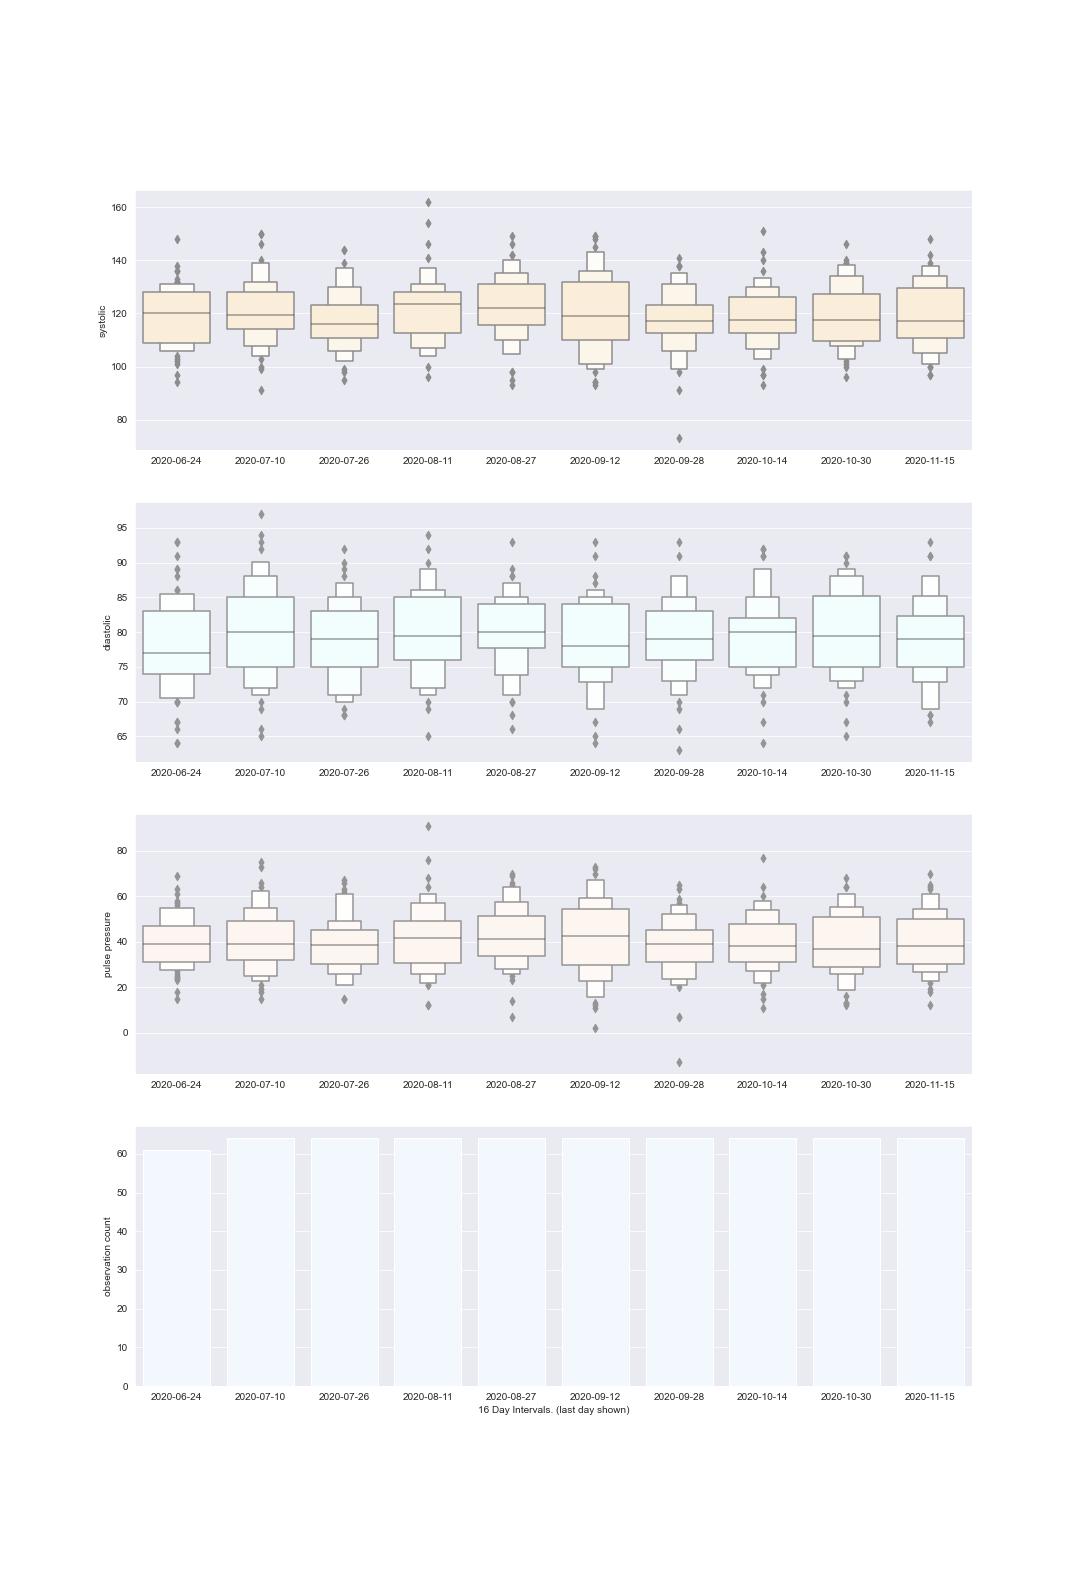 160
140
120
100
80
systolic
2020-06-24 2020-07-10 2020-07-26 2020-08-11 2020-08-27 2020-09-12 2020-09-28 2020-10-14 2020-10-30 2020-11-15
95
90
85
80
75
70
65
diastolic
2020-06-24 2020-07-10 2020-07-26 2020-08-11 2020-08-27 2020-09-12 2020-09-28 2020-10-14 2020-10-30 2020-11-15
80
60
40
20
0
pulse pressure
2020-06-24 2020-07-10 2020-07-26 2020-08-11 2020-08-27 2020-09-12 2020-09-28 2020-10-14 2020-10-30 2020-11-15
60
50
40
30
20
10
0
observation count
2020-06-24 2020-07-10 2020-07-26 2020-08-11 2020-08-27 2020-09-12 2020-09-28 2020-10-14 2020-10-30 2020-11-15
16 Day Intervals. (last day shown)